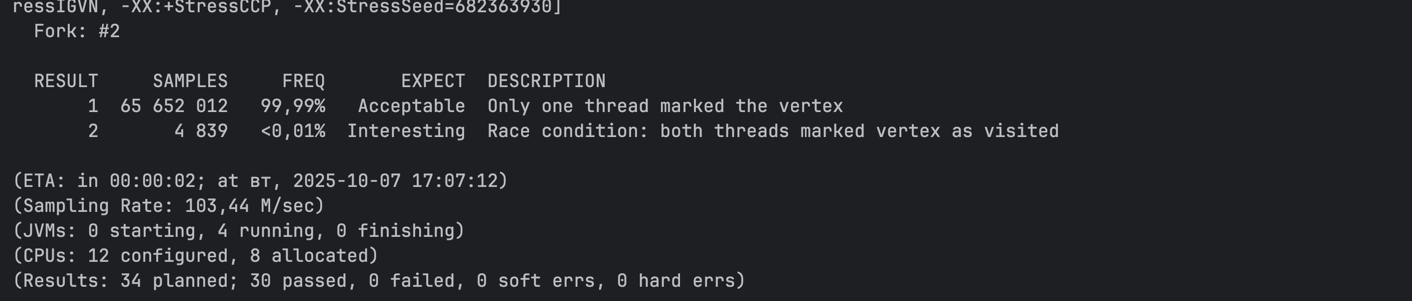 ressIGVN, -XX:+StressCCP, -XX:StressSeed=682363930]
Fork: #2
RESULT SAMPLES FREQ EXPECT DESCRIPTION
1 65 652 012 99,99% Acceptable Only one thread marked the vertex
2 4 839 <0,01% Interesting Race condition: both threads marked vertex as visited
(ETA: in 00:00:02; at вт, 2025-10-07 17:07:12)
(Sampling Rate: 103,44 M/sec)
(JVMs: 0 starting, 4 running, 0 finishing)
(CPUs: 12 configured, 8 allocated)
(Results: 34 planned; 30 passed, 0 failed, 0 soft errs, 0 hard errs)